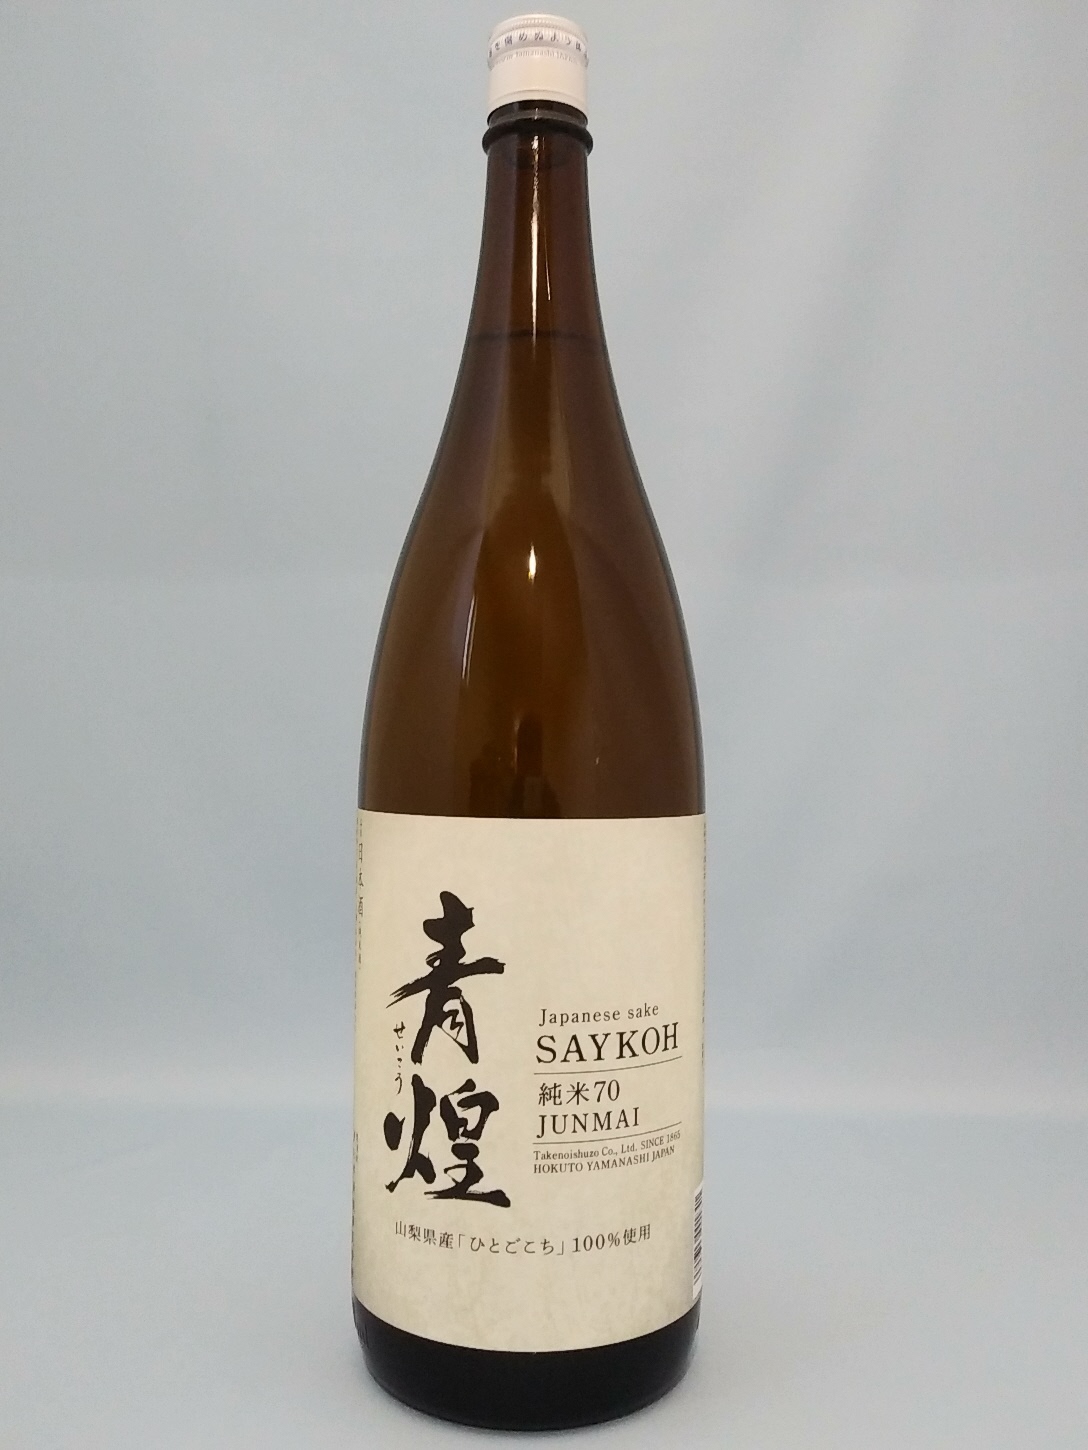 青煌
せいこう
Japanese sake
SAYKOH
純米70
JUNMAI
Takenoishuzo Co., Ltd. SINCE 1865
HOKUTO YAMANASHI JAPAN
山梨県産「ひとごこち」100%使用